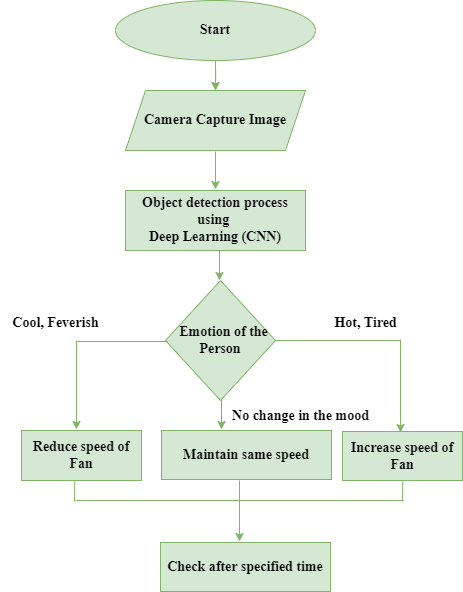 Start
Camera Capture Image
Object detection process
using
Deep Learning (CNN)
Emotion of the
Person
Cool, Feverish
Hot, Tired
No change in the mood
Reduce speed of
Fan
Maintain same speed
Increase speed of
Fan
Check after specified time